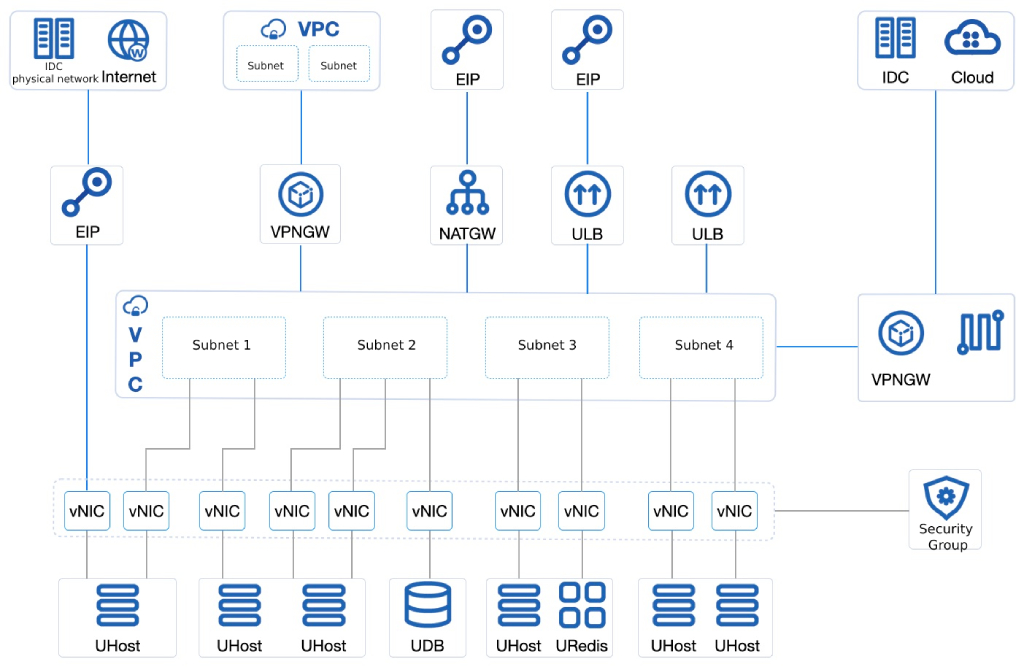 IDC
physical network
Internet
W
VPC
Subnet
Subnet
EIP
EIP
IDC
Cloud
EIP
VPNGW
NATGW
ULB
ULB
V
P
C
Subnet 1
Subnet 2
Subnet 3
Subnet 4
VPNGW
vNIC
vNIC
vNIC
vNIC
vNIC
vNIC
vNIC
vNIC
vNIC
vNIC
Security
Group
UHost
UHost
UHost
UDB
UHost
URedis
UHost
UHost